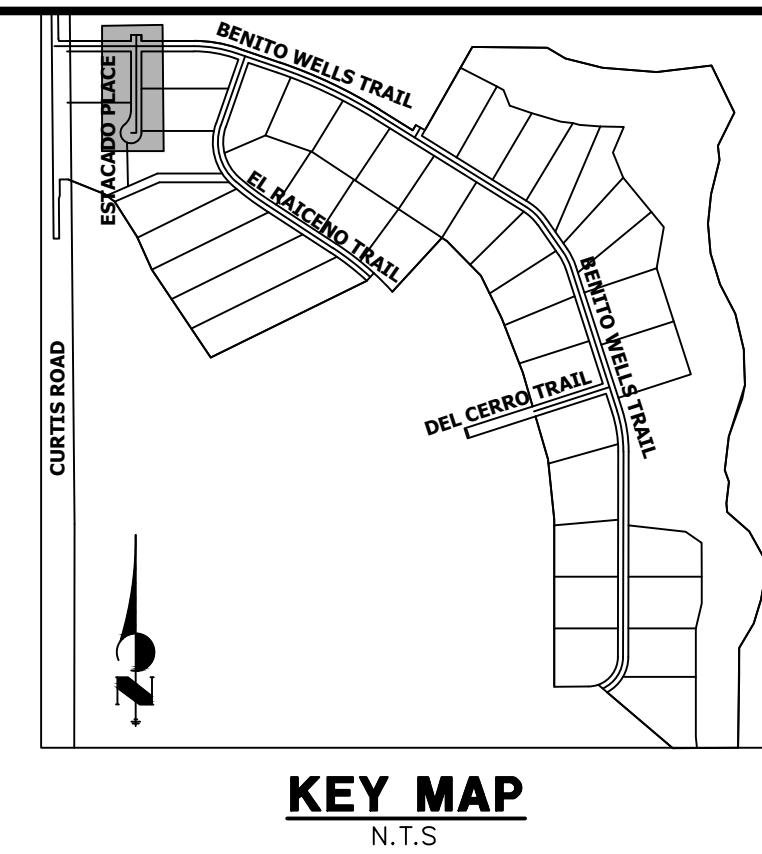 BENITO WELLS TRAIL
ESTACADO PLACE
EL RAICENO TRAIL
BENITO WELLS TRAIL
CURTIS ROAD
DEL CERRO TRAIL
N
KEY MAP
N.T.S